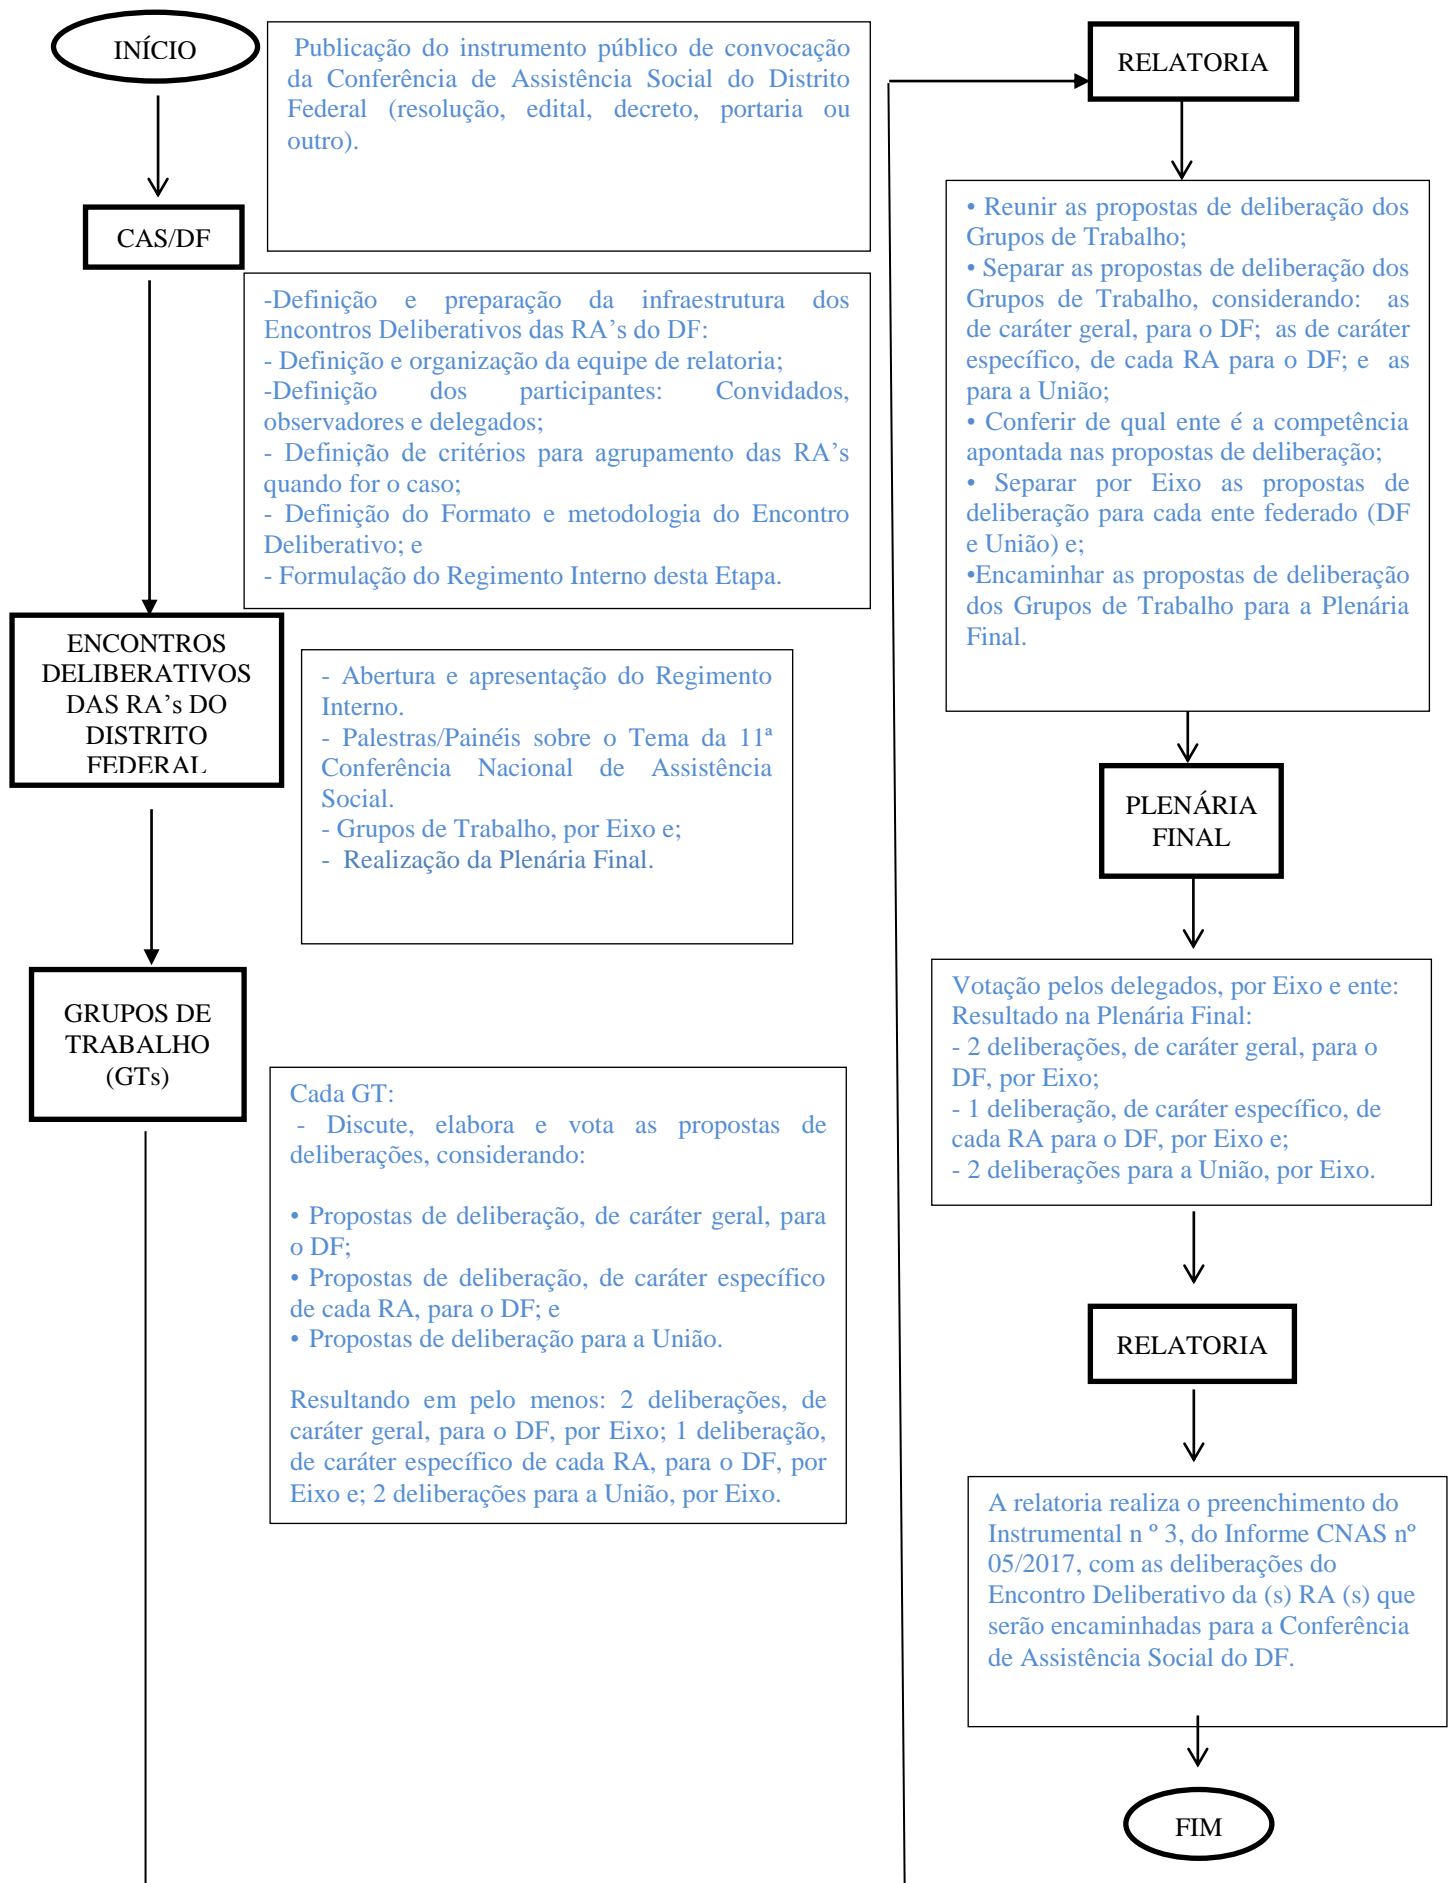 INÍCIO
Publicação do instrumento público de convocação
da Conferência de Assistência Social do Distrito
Federal (resolução, edital, decreto, portaria ou
outro).
CAS/DF
-Definição e preparação da infraestrutura dos
Encontros Deliberativos das RA’s do DF:
- Definição e organização da equipe de relatoria;
-Definição dos participantes: Convidados,
observadores e delegados;
- Definição de critérios para agrupamento das RA’s
quando for o caso;
- Definição do Formato e metodologia do Encontro
Deliberativo; e
- Formulação do Regimento Interno desta Etapa.
ENCONTROS
DELIBERATIVOS
DAS RA’s DO
DISTRITO
FEDERAL
- Abertura e apresentação do Regimento
Interno.
- Palestras/Painéis sobre o Tema da 11ª
Conferência Nacional de Assistência
Social.
- Grupos de Trabalho, por Eixo e;
- Realização da Plenária Final.
GRUPOS DE
TRABALHO
(GTs)
Cada GT:
- Discute, elabora e vota as propostas de
deliberações, considerando:
• Propostas de deliberação, de caráter geral, para
o DF;
• Propostas de deliberação, de caráter específico
de cada RA, para o DF; e
• Propostas de deliberação para a União.
Resultando em pelo menos: 2 deliberações, de
caráter geral, para o DF, por Eixo; 1 deliberação,
de caráter específico de cada RA, para o DF, por
Eixo e; 2 deliberações para a União, por Eixo.
RELATORIA
• Reunir as propostas de deliberação dos
Grupos de Trabalho;
• Separar as propostas de deliberação dos
Grupos de Trabalho, considerando: as
de caráter geral, para o DF; as de caráter
específico, de cada RA para o DF; e as
para a União;
• Conferir de qual ente é a competência
apontada nas propostas de deliberação;
• Separar por Eixo as propostas de
deliberação para cada ente federado (DF
e União) e;
•Encaminhar as propostas de deliberação
dos Grupos de Trabalho para a Plenária
Final.
PLENÁRIA
FINAL
Votação pelos delegados, por Eixo e ente:
Resultado na Plenária Final:
- 2 deliberações, de caráter geral, para o
DF, por Eixo;
- 1 deliberação, de caráter específico, de
cada RA para o DF, por Eixo e;
- 2 deliberações para a União, por Eixo.
RELATORIA
A relatoria realiza o preenchimento do
Instrumental n º 3, do Informe CNAS nº
05/2017, com as deliberações do
Encontro Deliberativo da (s) RA (s) que
serão encaminhadas para a Conferência
de Assistência Social do DF.
FIM